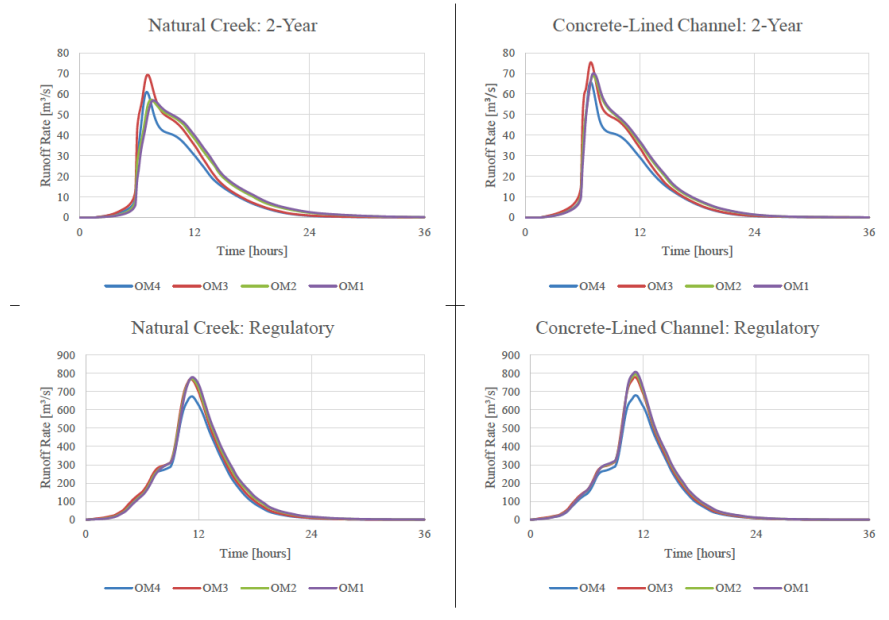 Natural Creek: 2-Year
Runoff Rate [m³/s]
80
70
60
50
40
30
20
10
0
0 12 24 36
Time [hours]
OM4 OM3 OM2 OM1
Concrete-Lined Channel: 2-Year
Runoff Rate [m³/s]
80
70
60
50
40
30
20
10
0
0 12 24 36
Time [hours]
OM4 OM3 OM2 OM1
Natural Creek: Regulatory
Runoff Rate [m³/s]
900
800
700
600
500
400
300
200
100
0
0 12 24 36
Time [hours]
OM4 OM3 OM2 OM1
Concrete-Lined Channel: Regulatory
Runoff Rate [m³/s]
900
800
700
600
500
400
300
200
100
0
0 12 24 36
Time [hours]
OM4 OM3 OM2 OM1